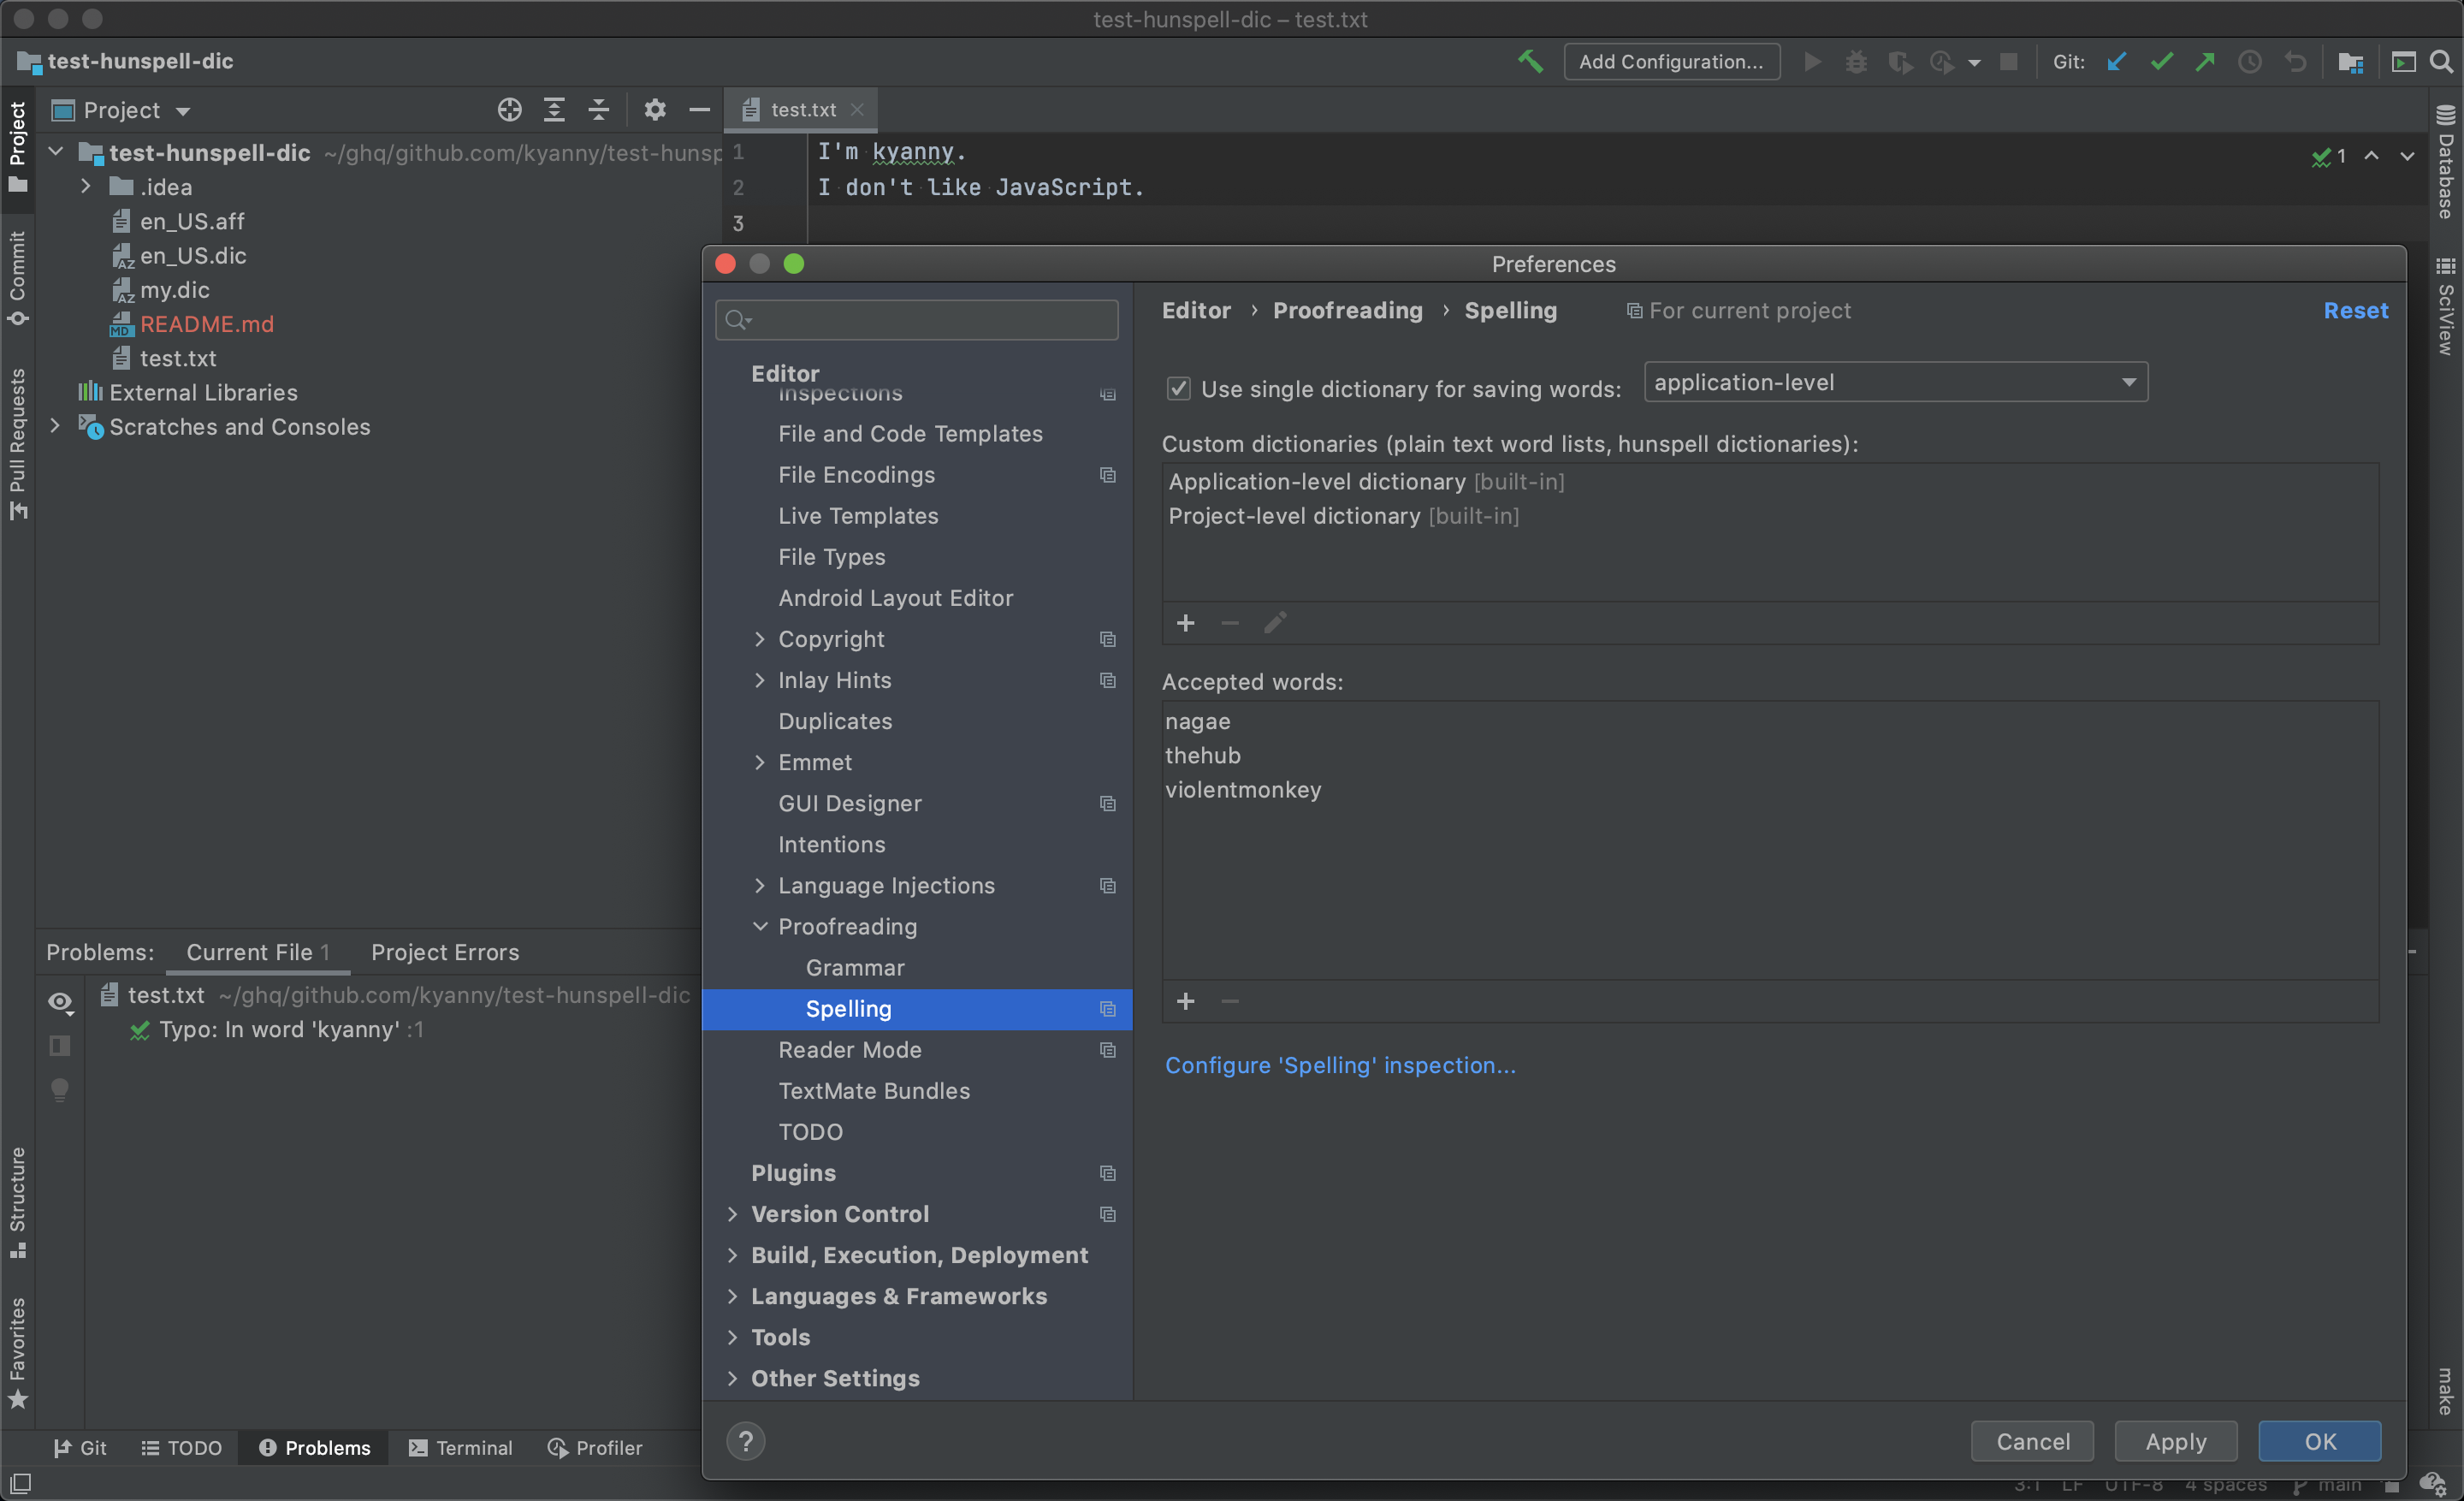 test-hunspell-dic – test.txt
test-hunspell-dic
Add Configuration...
Git:
Project
Commit
Pull Requests
Structure
Favorites
Project
test-hunspell-dic ~/ghq/github.com/kyanny/test-hunsp
.idea
en_US.aff
en_US.dic
my.dic
README.md
test.txt
External Libraries
Scratches and Consoles
test.txt
1 I'm kyanny.
2 I don't like JavaScript.
3
1
Database
SciView
make
Problems: Current File 1 Project Errors
test.txt ~/ghq/github.com/kyanny/test-hunspell-dic
Typo: In word 'kyanny' :1
Preferences
Editor
Inspections
File and Code Templates
File Encodings
Live Templates
File Types
Android Layout Editor
Copyright
Inlay Hints
Duplicates
Emmet
GUI Designer
Intentions
Language Injections
Proofreading
Grammar
Spelling
Reader Mode
TextMate Bundles
TODO
Plugins
Version Control
Build, Execution, Deployment
Languages & Frameworks
Tools
Other Settings
Editor › Proofreading › Spelling For current project Reset
Use single dictionary for saving words: application-level
Custom dictionaries (plain text word lists, hunspell dictionaries):
Application-level dictionary [built-in]
Project-level dictionary [built-in]
Accepted words:
nagae
thehub
violentmonkey
Configure 'Spelling' inspection...
? Cancel Apply OK
Git TODO Problems Terminal Profiler
3:1 LF UTF-8 4 spaces main